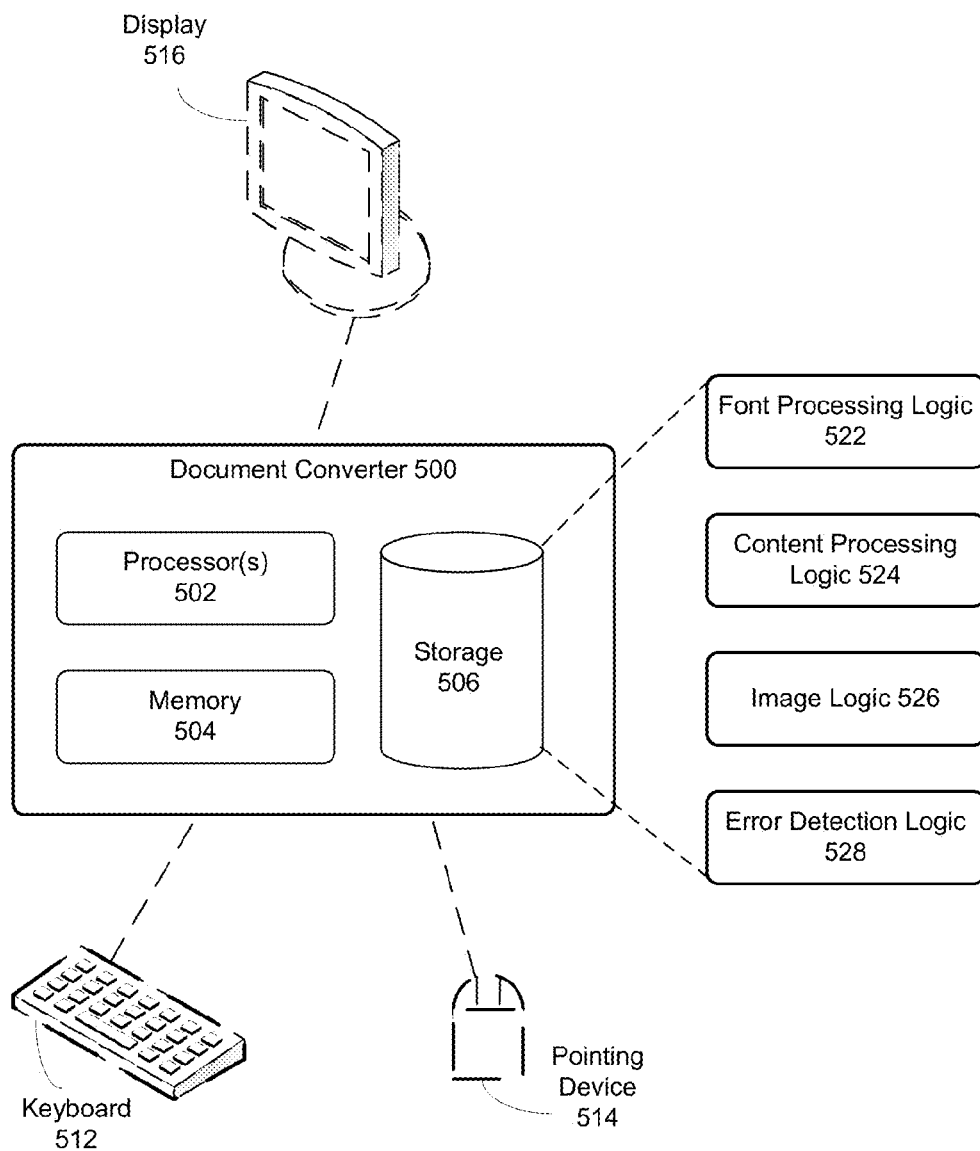 Display
516
Font Processing Logic
522
Document Converter 500
Processor(s)
502
Content Processing
Logic 524
Storage
506
Memory
504
Image Logic 526
Error Detection Logic
528
Pointing
Device
514
Keyboard
512